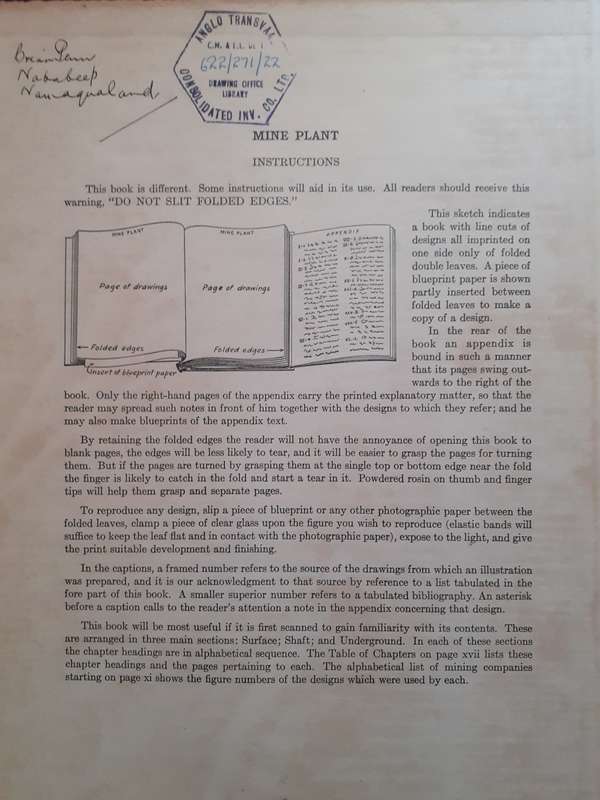 Nababeep
Namaqualand
ANGLO TRANSVAAL
622/271/22
DRAWING OFFICE
LIBRARY
CONSOLIDATED INV. CO. LTD.
MINE PLANT
INSTRUCTIONS
This book is different. Some instructions will aid in its use. All readers should receive this
warning, "DO NOT SLIT FOLDED EDGES."
MINE PLANT
MINE PLANT
APPENDIX
Page of drawings
Page of drawings
Folded edges
Folded edges
Insert of blueprint paper
This sketch indicates
a book with line cuts of
designs all imprinted on
one side only of folded
double leaves. A piece of
blueprint paper is shown
partly inserted between
folded leaves to make a
copy of a design.
In the rear of the
book an appendix is
bound in such a manner
that its pages swing out-
wards to the right of the
book. Only the right-hand pages of the appendix carry the printed explanatory matter, so that the
reader may spread such notes in front of him together with the designs to which they refer; and he
may also make blueprints of the appendix text.
By retaining the folded edges the reader will not have the annoyance of opening this book to
blank pages, the edges will be less likely to tear, and it will be easier to grasp the pages for turning
them. But if the pages are turned by grasping them at the single top or bottom edge near the fold
the finger is likely to catch in the fold and start a tear in it. Powdered rosin on thumb and finger
tips will help them grasp and separate pages.
To reproduce any design, slip a piece of blueprint or any other photographic paper between the
folded leaves, clamp a piece of clear glass upon the figure you wish to reproduce (elastic bands will
suffice to keep the leaf flat and in contact with the photographic paper), expose to the light, and give
the print suitable development and finishing.
In the captions, a framed number refers to the source of the drawings from which an illustration
was prepared, and it is our acknowledgment to that source by reference to a list tabulated in the
fore part of this book. A smaller superior number refers to a tabulated bibliography. An asterisk
before a caption calls to the reader's attention a note in the appendix concerning that design.
This book will be most useful if it is first scanned to gain familiarity with its contents. These
are arranged in three main sections: Surface; Shaft; and Underground. In each of these sections
the chapter headings are in alphabetical sequence. The Table of Chapters on page xvii lists these
chapter headings and the pages pertaining to each. The alphabetical list of mining companies
starting on page xi shows the figure numbers of the designs which were used by each.